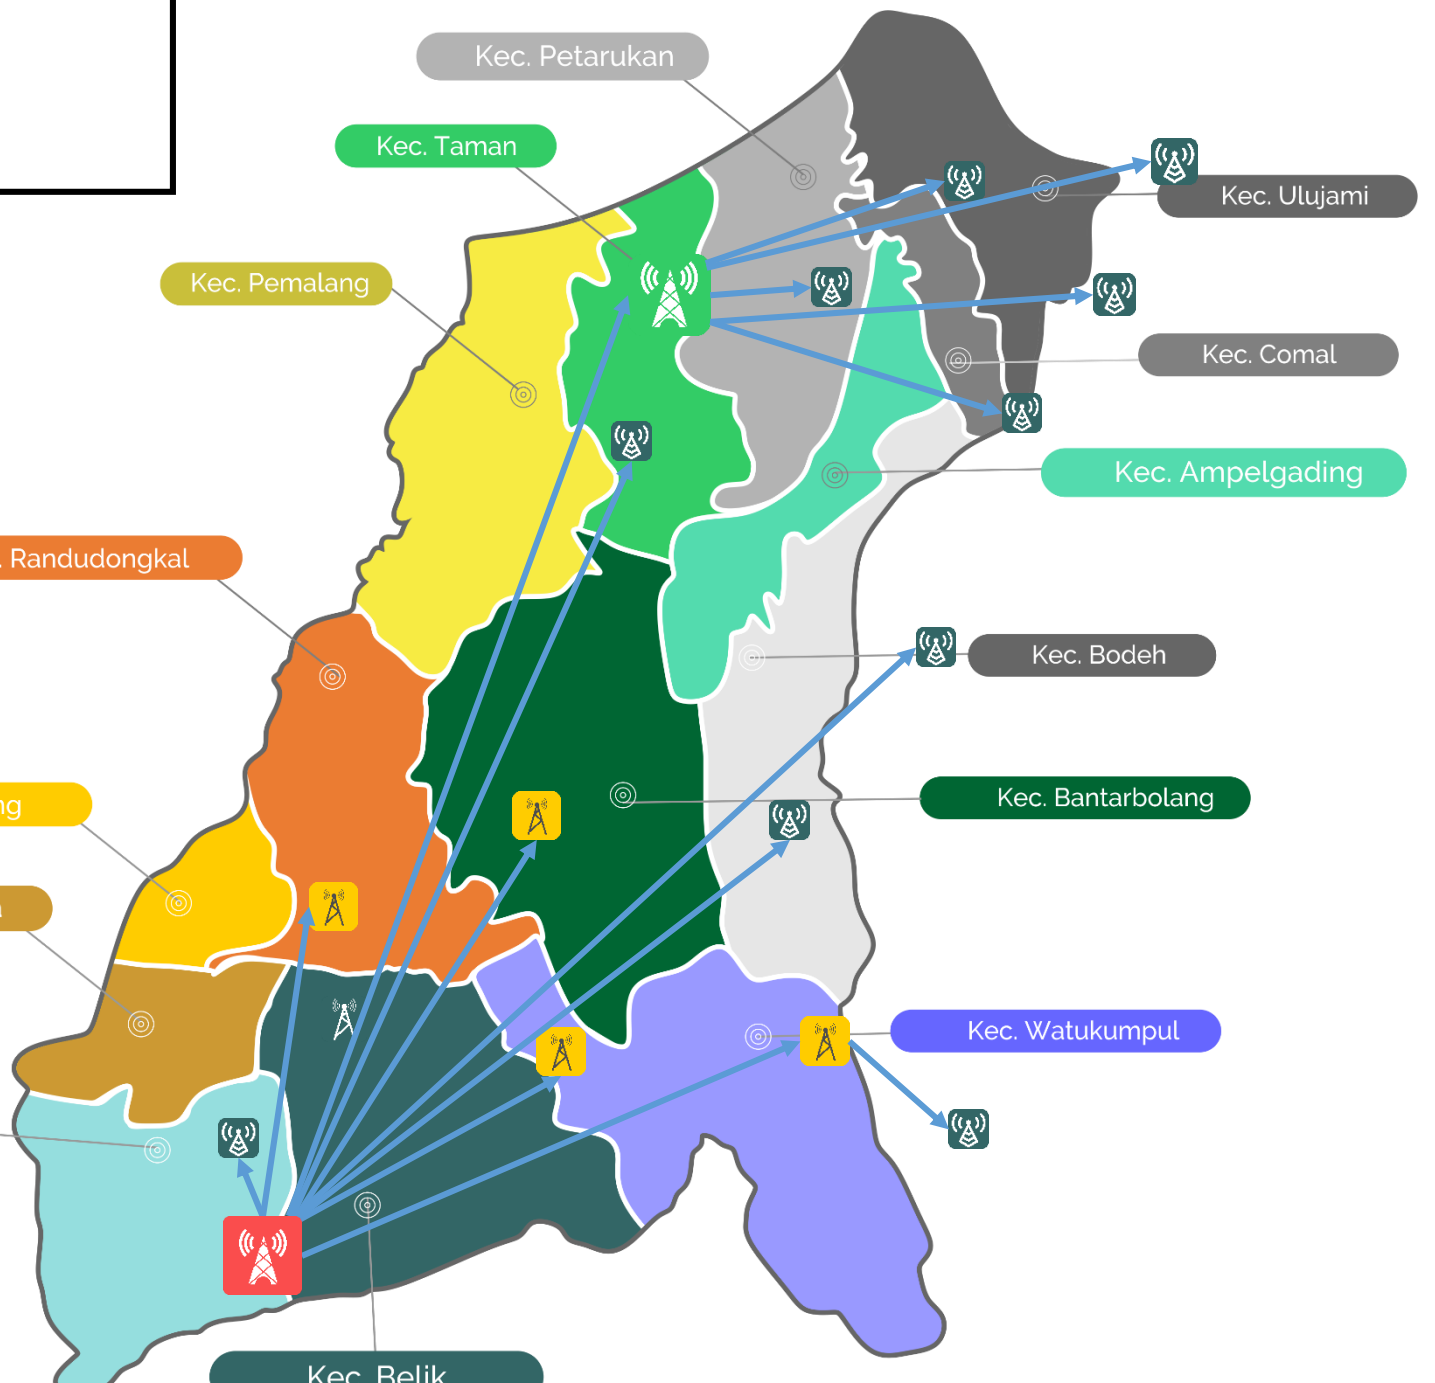 Kec. Petarukan
Kec. Taman
Kec. Ulujami
Kec. Pemalang
Kec. Comal
Kec. Ampelgading
. Randudongkal
Kec. Bodeh
Kec. Bantarbolang
ng
a
Kec. Watukumpul
Kec. Belik